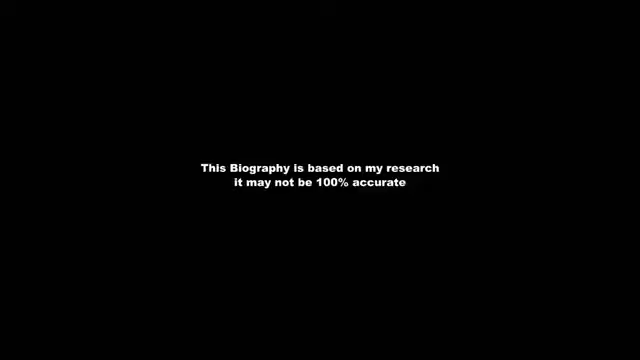 This Biography is based on my research
it may not be 100% accurate